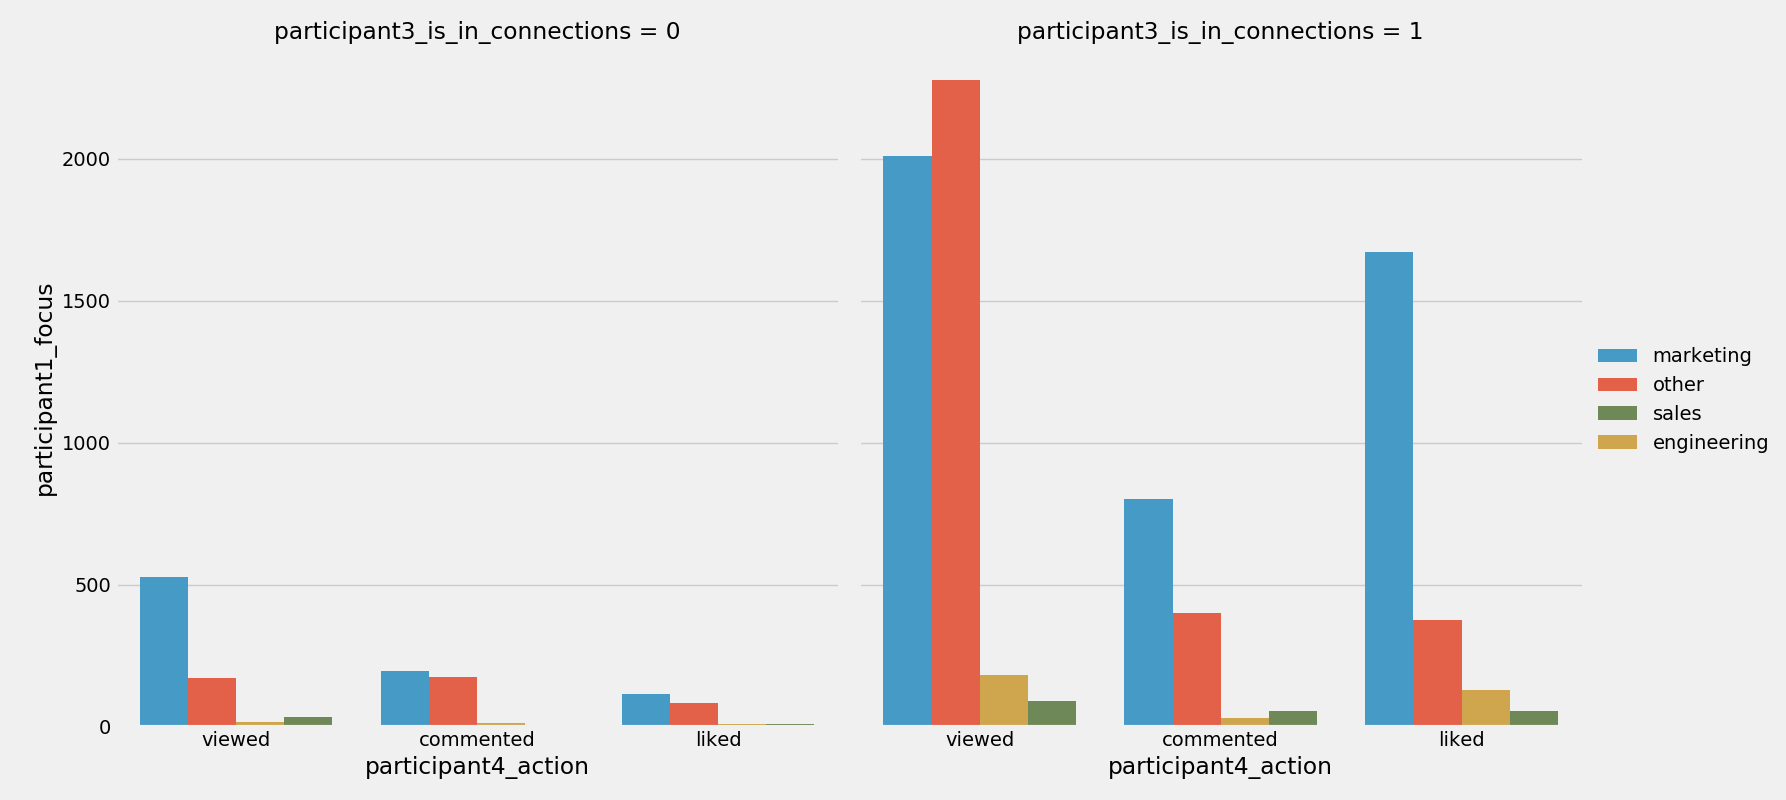 participant3_is_in_connections = 0
participant3_is_in_connections = 1
participant1_focus
2000
1500
1000
500
0
viewed
commented
liked
participant4_action
viewed
commented
liked
participant4_action
marketing
other
sales
engineering